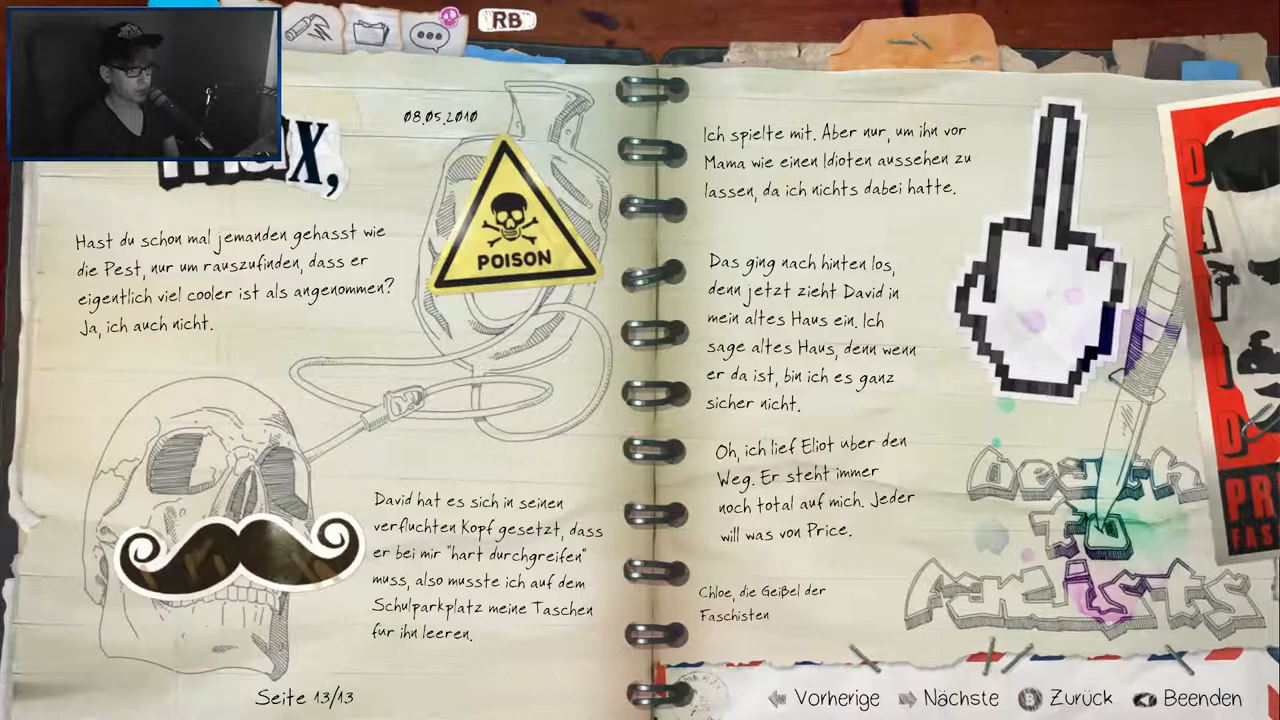 RB
08.05.2010
max,
Hast du schon mal jemanden gehasst wie
die Pest, nur um rauszufinden, dass er
eigentlich viel cooler ist als angenommen?
Ja, ich auch nicht.
POISON
David hat es sich in seinen
verfluchten Kopf gesetzt, dass
er bei mir "hart durchgreifen"
muss, also musste ich auf dem
Schulparkplatz meine Taschen
fur ihn leeren.
Seite 13/13
Ich spielte mit. Aber nur, um ihn vor
Mama wie einen Idioten aussehen zu
lassen, da ich nichts dabei hatte.
Das ging nach hinten los,
denn jetzt zieht David in
mein altes Haus ein. Ich
sage altes Haus, denn wenn
er da ist, bin ich es ganz
sicher nicht.
Oh, ich lief Eliot uber den
Weg. Er steht immer
noch total auf mich. Jeder
will was von Price.
Chloe, die Geißel der
Faschisten
Death
to
Vorherige
Nächste
B
Zurück
Beenden